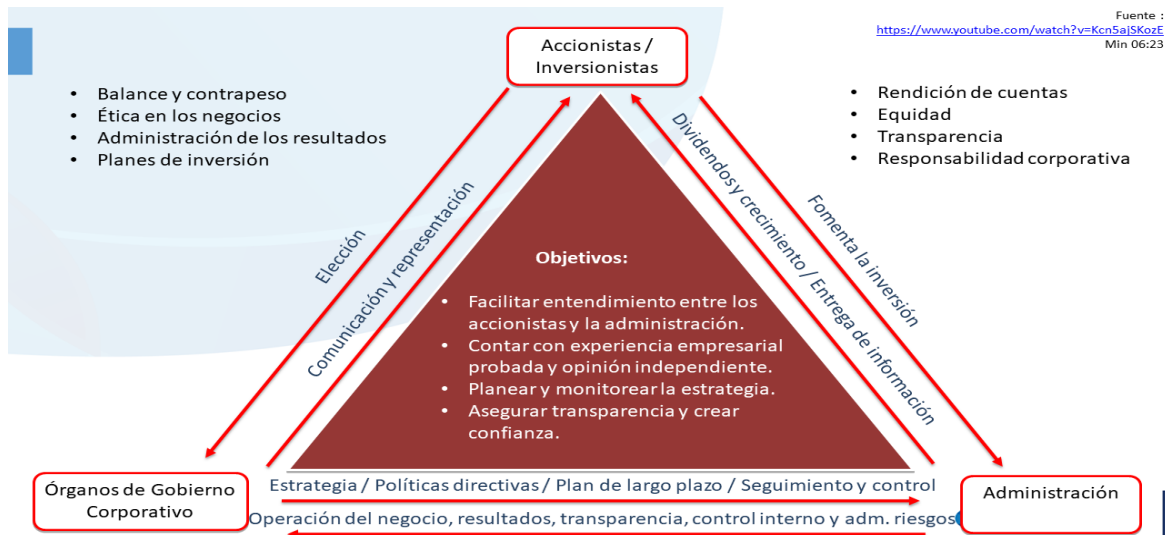 Fuente :
https://www.youtube.com/watch?v=Kcn5ajSKozE
Min 06:23
Accionistas /
Inversionistas
• Balance y contrapeso
• Ética en los negocios
• Administración de los resultados
• Planes de inversión
• Rendición de cuentas
• Equidad
• Transparencia
• Responsabilidad corporativa
Elección
Comunicación y representación
Dividendos y crecimiento / Entrega de información
Fomenta la inversión
Objetivos:
• Facilitar entendimiento entre los
accionistas y la administración.
• Contar con experiencia empresarial
probada y opinión independiente.
• Planear y monitorear la estrategia.
• Asegurar transparencia y crear
confianza.
Órganos de Gobierno
Corporativo
Estrategia / Políticas directivas / Plan de largo plazo / Seguimiento y control
Administración
Operación del negocio, resultados, transparencia, control interno y adm. riesgos